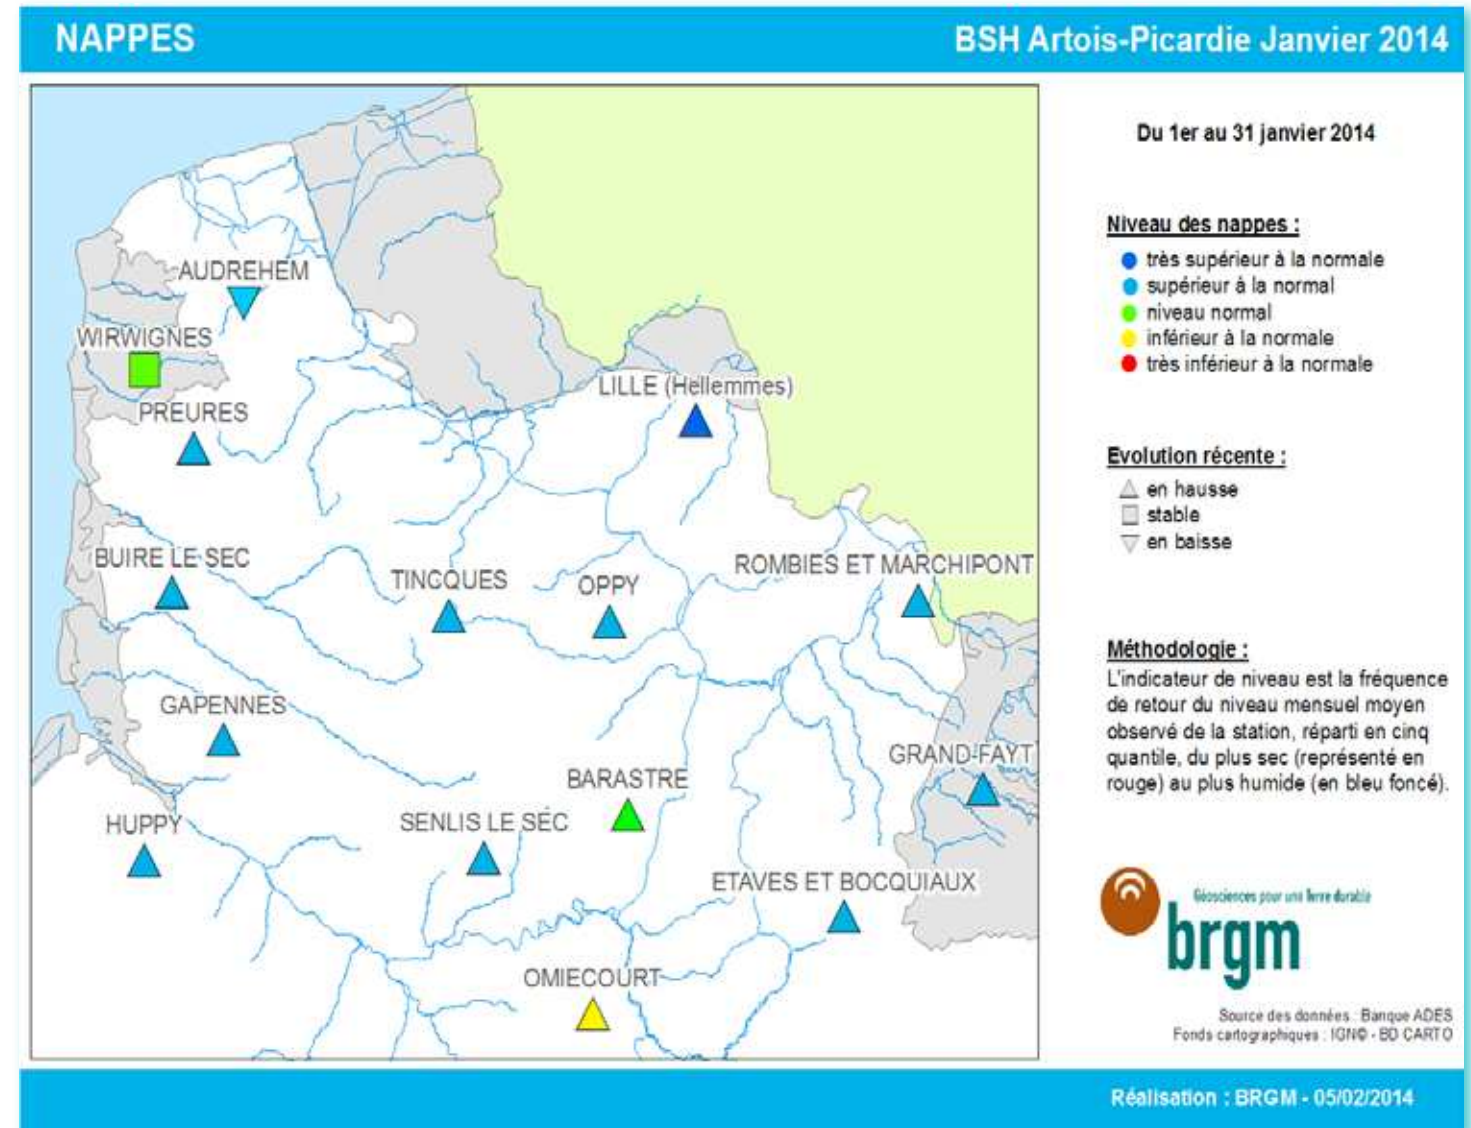 NAPPES
BSH Artois-Picardie Janvier 2014
Du 1er au 31 janvier 2014
Niveau des nappes :
très supérieur à la normale
supérieur à la normal
niveau normal
inférieur à la normale
très inférieur à la normale
Evolution récente :
en hausse
stable
en baisse
Méthodologie :
L'indicateur de niveau est la fréquence
de retour du niveau mensuel moyen
observé de la station, réparti en cinq
quantile, du plus sec (représenté en
rouge) au plus humide (en bleu foncé).
AUDREHEM
WIRWIGNES
PREURES
LILLE (Hellemmes)
BUIRE LE SEC
TINCQUES
OPPY
ROMBIES ET MARCHIPONT
GAPENNES
GRAND-FAYT
BARASTRE
HUPPY
SENLIS LE SEC
ETAVES ET BOCQUIAUX
OMIECOURT
Géosciences pour une Terre durable
brgm
Source des données : Banque ADES
Fonds cartographiques : IGN© - BD CARTO
Réalisation : BRGM - 05/02/2014